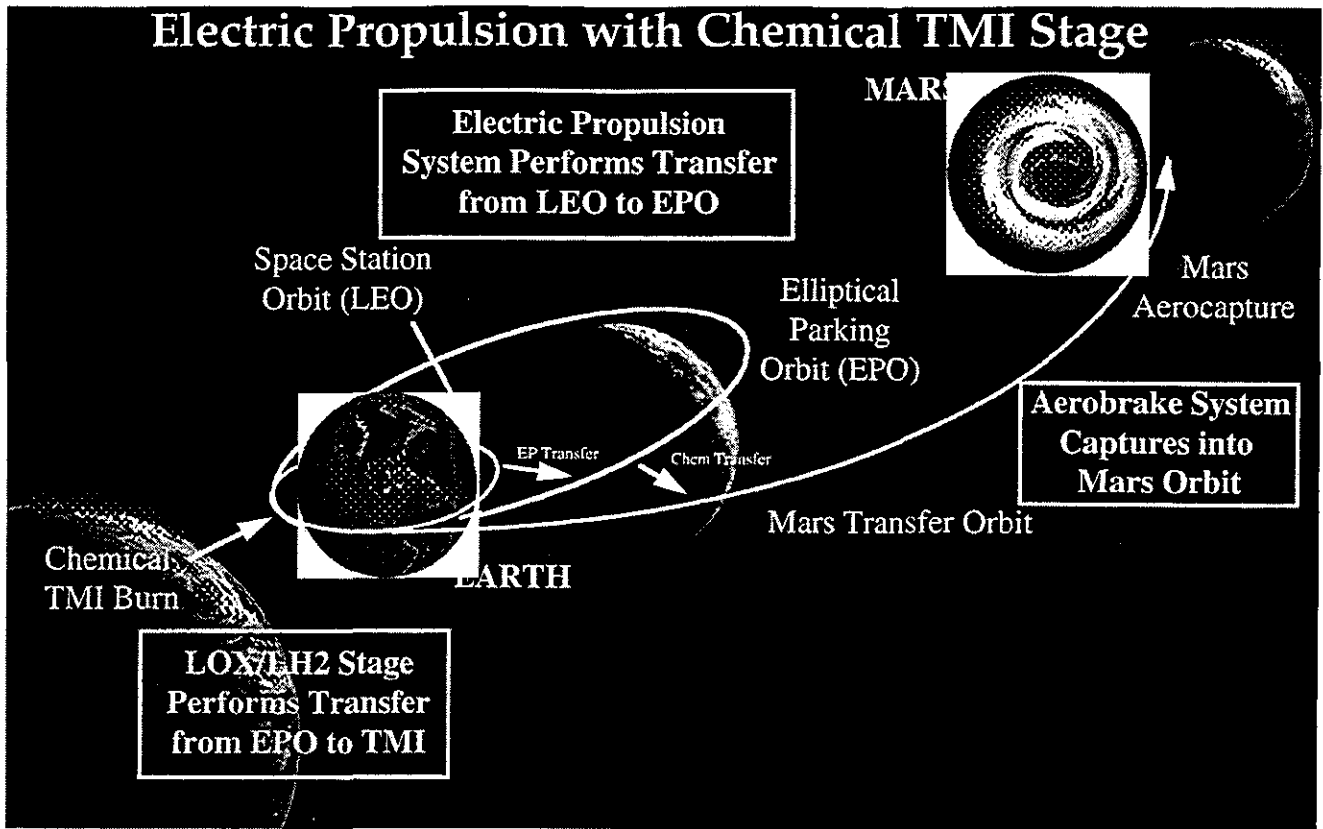 Electric Propulsion with Chemical TMI Stage
MARS
Electric Propulsion
System Performs Transfer
from LEO to EPO
Space Station
Orbit (LEO)
Elliptical
Parking
Orbit (EPO)
Mars
Aerocapture
Aerobrake System
Captures into
Mars Orbit
EP Transfer
Chem Transfer
Mars Transfer Orbit
Chemical
TMI Burn
EARTH
LOX/LH2 Stage
Performs Transfer
from EPO to TMI